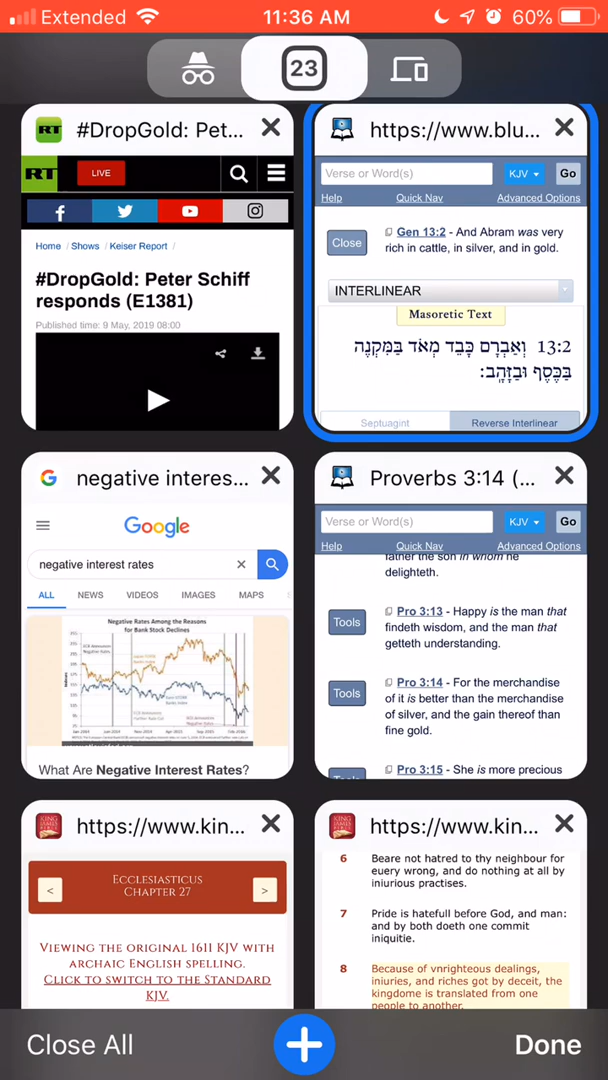 Extended 11:36 AM 60%
23
RT #DropGold: Pet...
RT LIVE
Home / Shows / Keiser Report /
#DropGold: Peter Schiff
responds (E1381)
Published time: 9 May, 2019 08:00
https://www.blu...
Verse or Word(s) KJV Go
Help Quick Nav Advanced Options
Close
Gen 13:2 - And Abram was very
rich in cattle, in silver, and in gold.
INTERLINEAR
Masoretic Text
13:2 וְאַבְרָם כָּבֵד מְאֹד בַּמִּקְנֶה
בַּכֶּסֶף וּבַזָּהָב׃
Septuagint Reverse Interlinear
negative interes...
Google
negative interest rates
ALL NEWS VIDEOS IMAGES MAPS
Negative Rates Among the Reasons
for Bank Stock Declines
What Are Negative Interest Rates?
Proverbs 3:14 (...
Verse or Word(s) KJV Go
Help Quick Nav Advanced Options
father the son in whom he
delighteth.
Tools
Pro 3:13 - Happy is the man that
findeth wisdom, and the man that
getteth understanding.
Tools
Pro 3:14 - For the merchandise
of it is better than the merchandise
of silver, and the gain thereof than
fine gold.
Tools
Pro 3:15 - She is more precious
KING JAMES BIBLE https://www.kin...
< Ecclesiasticus
Chapter 27 >
Viewing the original 1611 KJV with
archaic English spelling.
Click to switch to the Standard
KJV.
KING JAMES BIBLE https://www.kin...
6 Beare not hatred to thy neighbour for
euery wrong, and do nothing at all by
iniurious practises.
7 Pride is hatefull before God, and man:
and by both doeth one commit
iniquitie.
8 Because of vnrighteous dealings,
iniuries, and riches got by deceit, the
kingdome is translated from one
people to another.
Close All Done